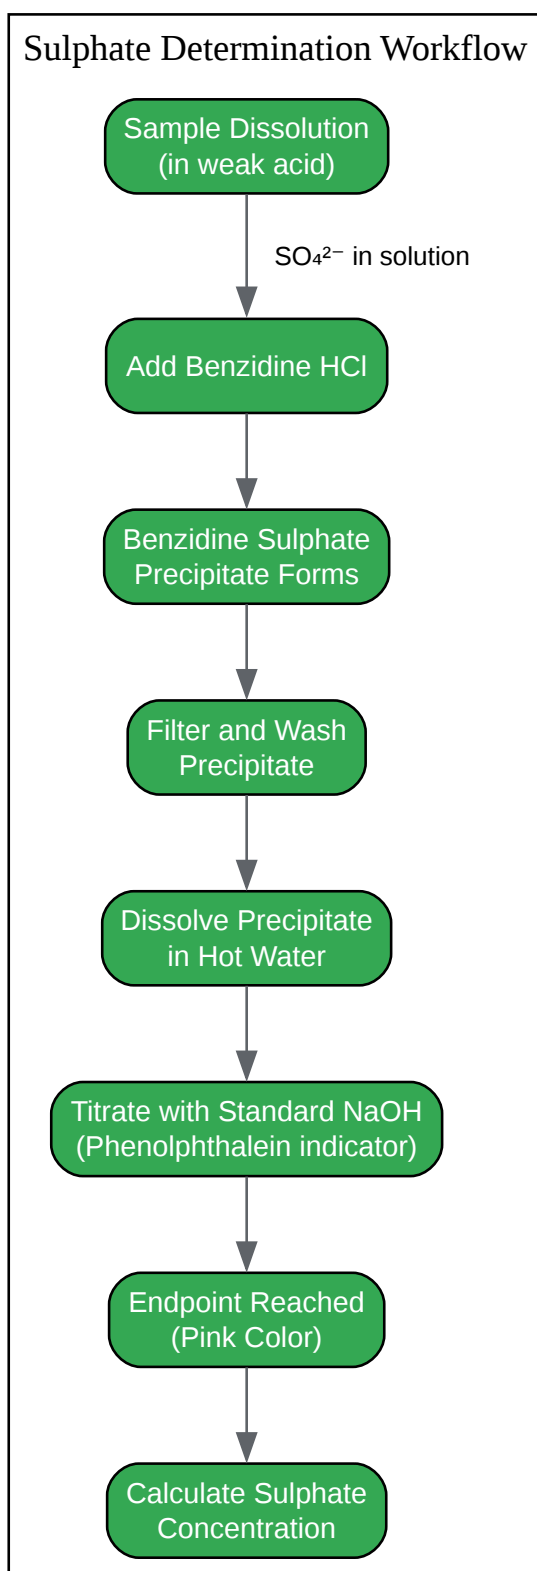 Sulphate Determination Workflow
Sample Dissolution
(in weak acid)
SO₄²⁻ in solution
Add Benzidine HCl
Benzidine Sulphate
Precipitate Forms
Filter and Wash
Precipitate
Dissolve Precipitate
in Hot Water
Titrate with Standard NaOH
(Phenolphthalein indicator)
Endpoint Reached
(Pink Color)
Calculate Sulphate
Concentration